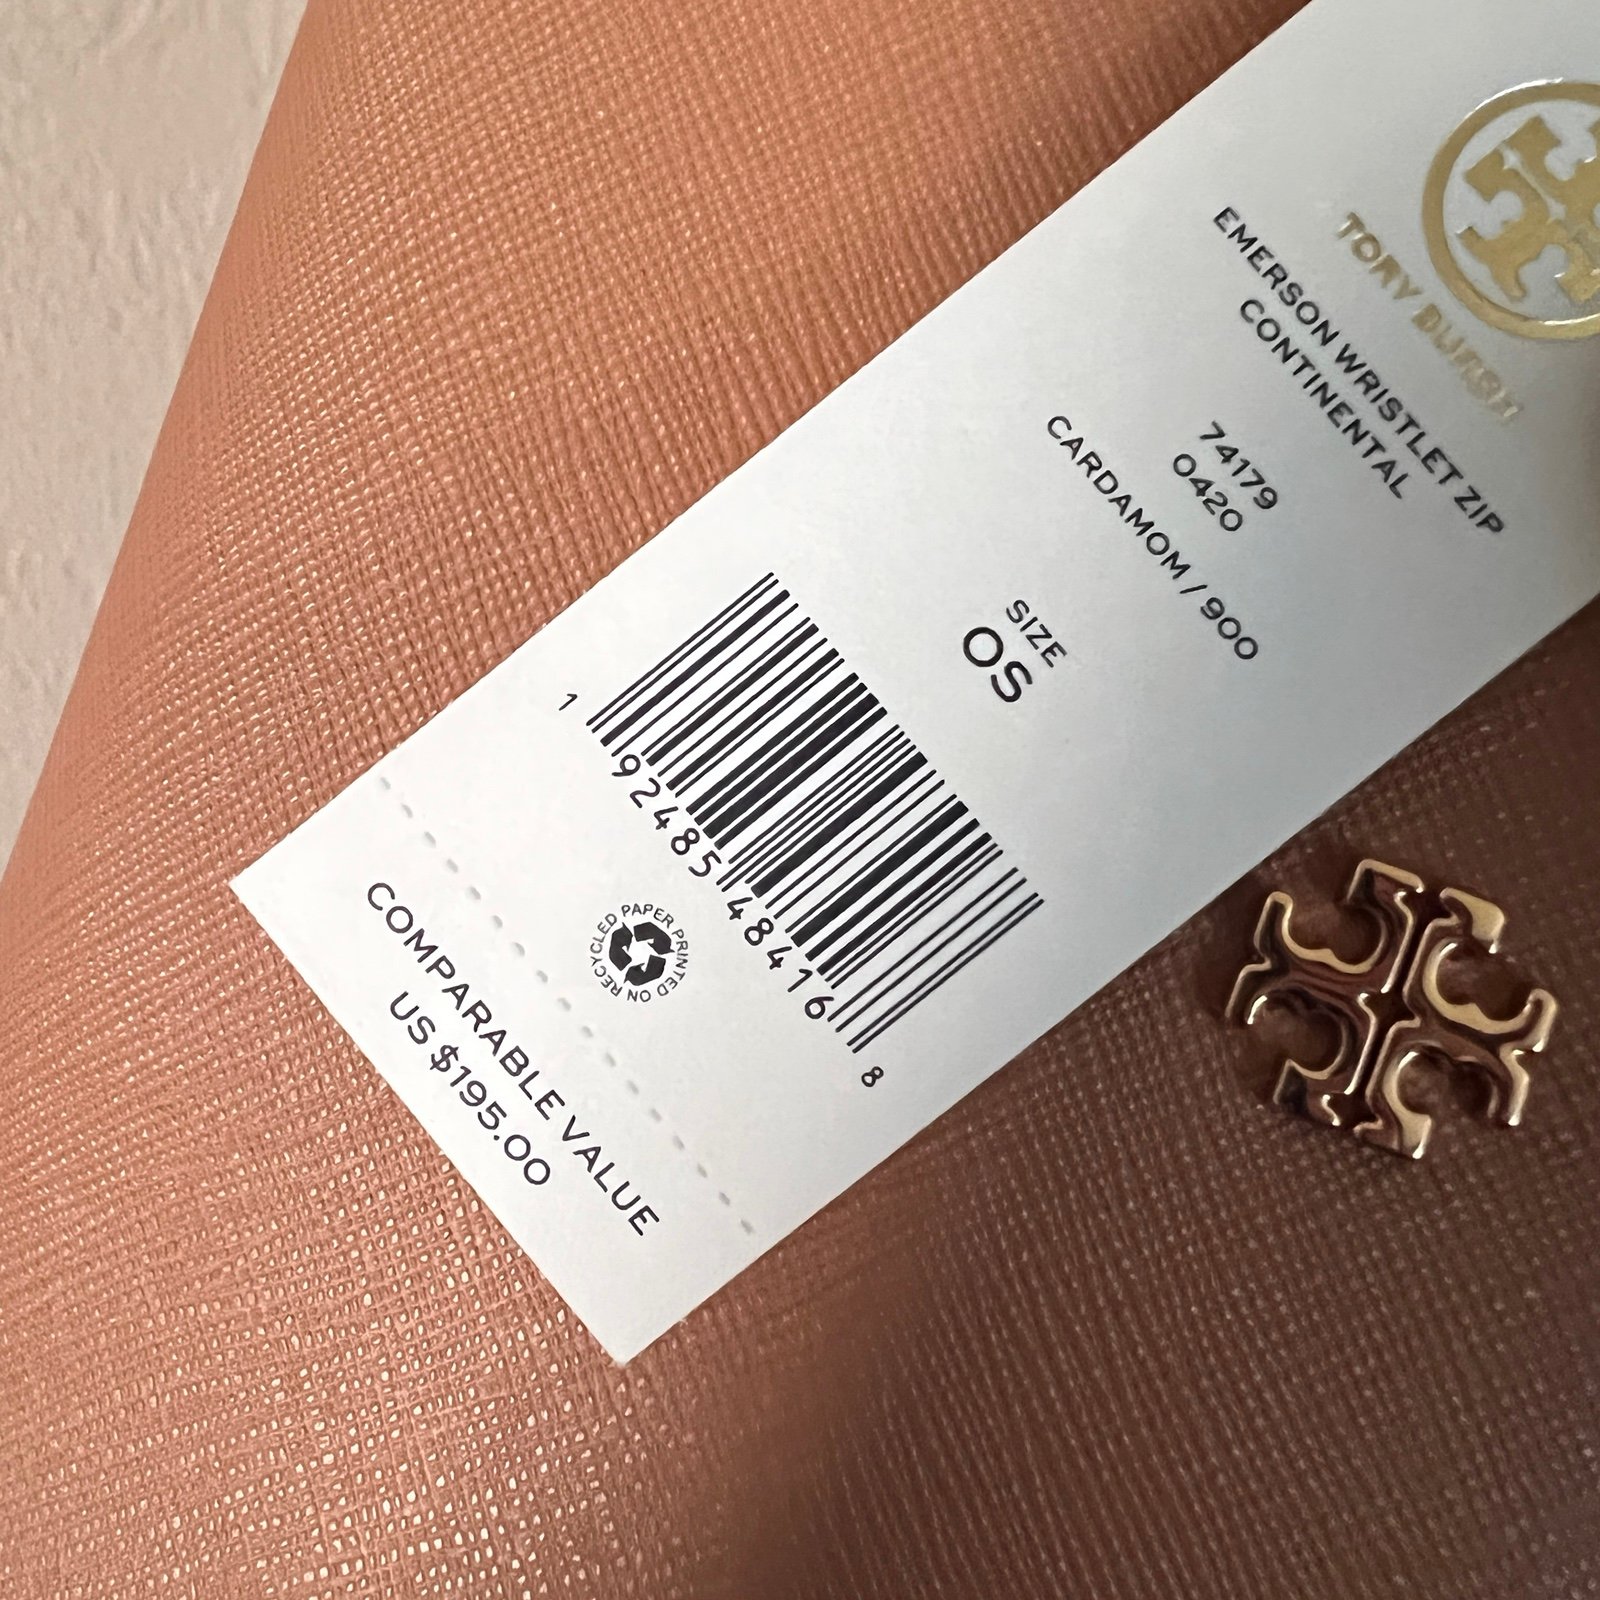 TORY BURCH
EMERSON WRISTLET ZIP
CONTINENTAL
74179
0420
CARDAMOM / 900
SIZE
OS
1 92485 48416 8
RECYCLED PAPER PRINTED ON
COMPARABLE VALUE
US $195.00